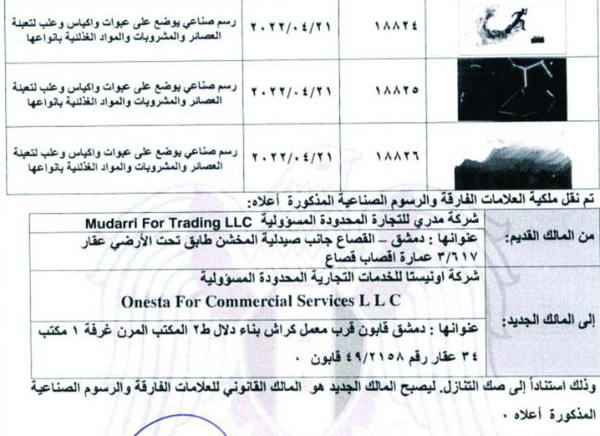 رسم صناعي يوضع على عبوات واكياس وعلب لتعبئة
العصائر والمشروبات والمواد الغذائية بانواعها
٢٠٢٢/٠٤/٢١
١٨٨٢٤
رسم صناعي يوضع على عبوات واكياس وعلب لتعبئة
العصائر والمشروبات والمواد الغذائية بانواعها
٢٠٢٢/٠٤/٢١
١٨٨٢٥
رسم صناعي يوضع على عبوات واكياس وعلب لتعبئة
العصائر والمشروبات والمواد الغذائية بانواعها
٢٠٢٢/٠٤/٢١
١٨٨٢٦
تم نقل ملكية العلامات الفارقة والرسوم الصناعية المذكورة أعلاه:
من المالك القديم:
شركة مدري للتجارة المحدودة المسؤولية Mudarri For Trading LLC
عنوانها : دمشق – القصاع جانب صيدلية المخشن طابق تحت الأرضي عقار
٣/٦١٧ عمارة اقصاب قصاع
إلى المالك الجديد:
شركة اونيستا للخدمات التجارية المحدودة المسؤولية
Onesta For Commercial Services L L C
عنوانها : دمشق قابون قرب معمل كراش بناء دلال ط٢ المكتب المرن غرفة ١ مكتب
٣٤ عقار رقم ٤٩/٢١٥٨ قابون ٠
وذلك استناداً إلى صك التنازل. ليصبح المالك الجديد هو المالك القانوني للعلامات الفارقة والرسوم الصناعية
المذكورة أعلاه ٠